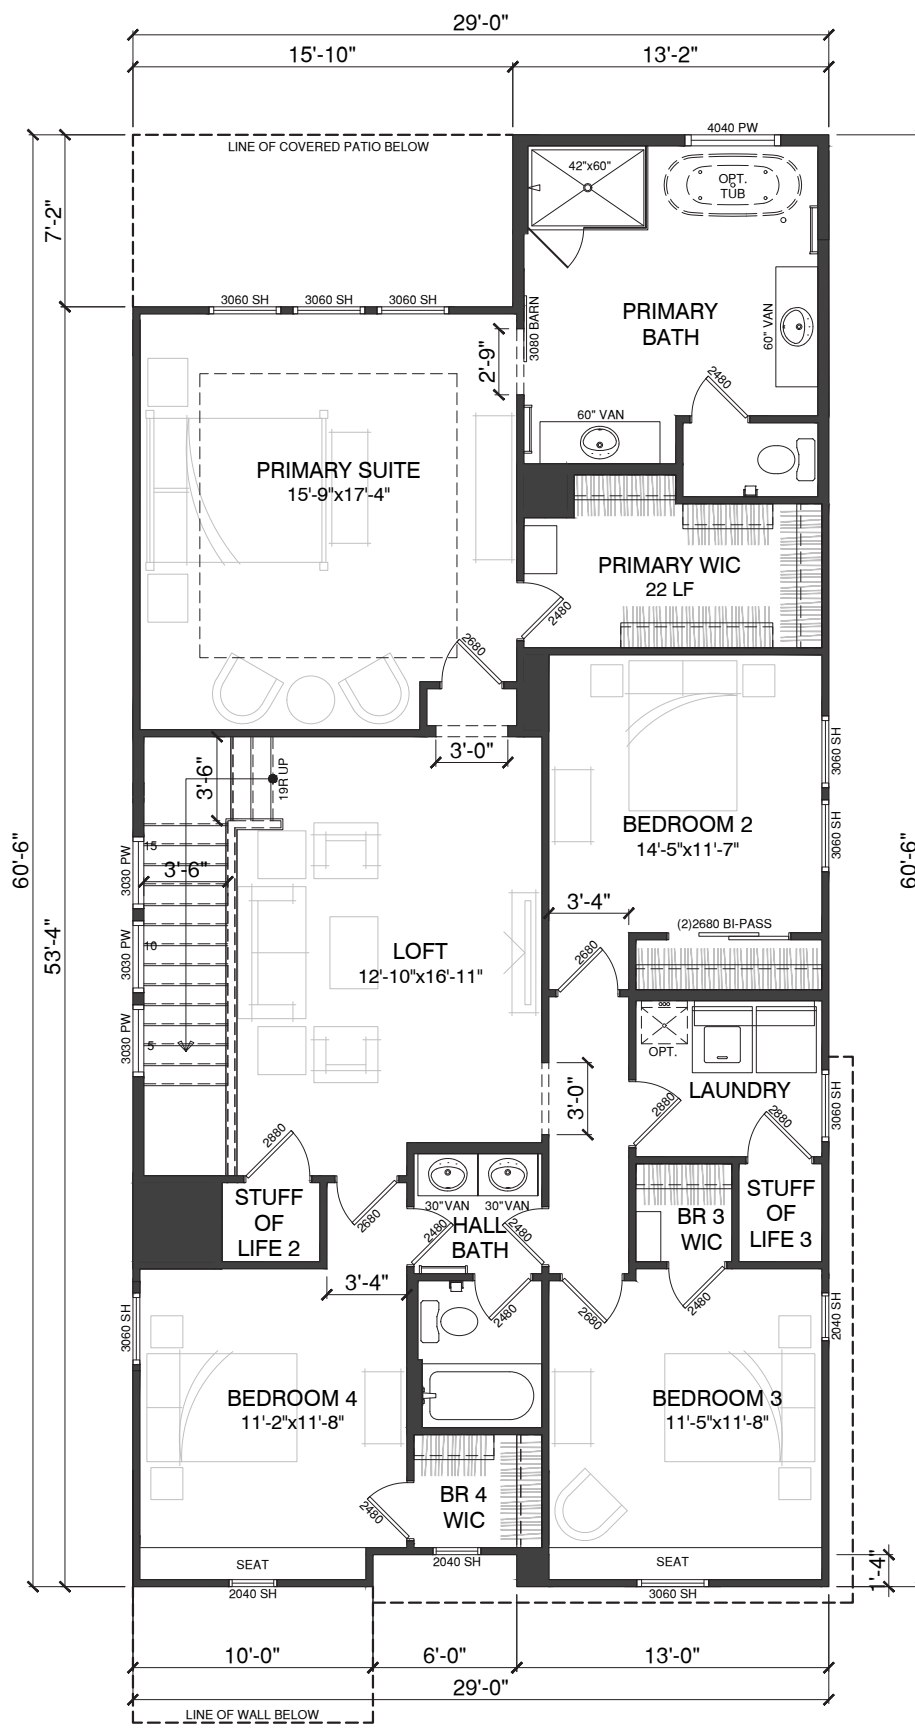 29'-0"
15'-10"
13'-2"
4040 PW
LINE OF COVERED PATIO BELOW
42"x60"
OPT.
TUB
7'-2"
3060 SH
3060 SH
3060 SH
3080 BARN
2'-9"
PRIMARY
BATH
60" VAN
2480
60" VAN
PRIMARY SUITE
15'-9"x17'-4"
PRIMARY WIC
22 LF
2480
2680
3'-0"
3'-6"
19R UP
3060 SH
3060 SH
BEDROOM 2
14'-5"x11'-7"
60'-6"
60'-6"
53'-4"
15
3'-6"
3030 PW
10
3030 PW
5
3030 PW
LOFT
12'-10"x16'-11"
3'-4"
(2)2680 BI-PASS
2680
OPT.
LAUNDRY
3'-0"
2880
2880
3060 SH
2880
STUFF
OF
LIFE 2
2680
30"VAN
30"VAN
HALL
BATH
2480
2480
BR 3
WIC
STUFF
OF
LIFE 3
3'-4"
2480
2680
2480
3060 SH
2040 SH
BEDROOM 4
11'-2"x11'-8"
BEDROOM 3
11'-5"x11'-8"
2480
BR 4
WIC
SEAT
2040 SH
SEAT
2040 SH
3060 SH
1'-4"
10'-0"
6'-0"
13'-0"
29'-0"
LINE OF WALL BELOW